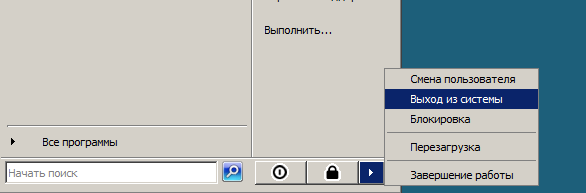 Выполнить...
Смена пользователя
Выход из системы
Блокировка
Перезагрузка
Завершение работы
Все программы
Начать поиск